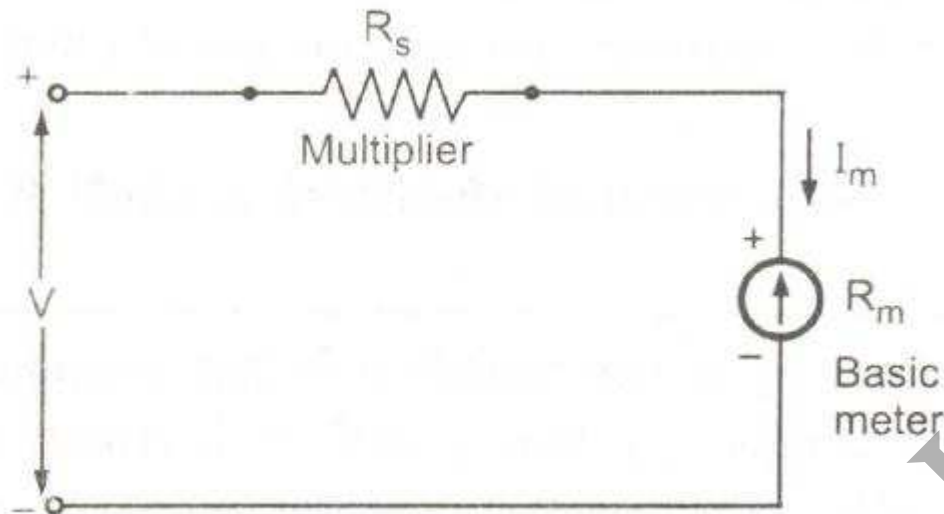 R_s
+
Multiplier
I_m
+
V
R_m
−
Basic
meter
−